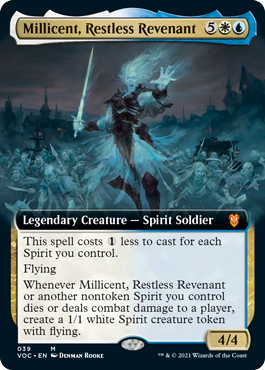 Millicent, Restless Revenant 5
Legendary Creature — Spirit Soldier
This spell costs 1 less to cast for each
Spirit you control.
Flying
Whenever Millicent, Restless Revenant
or another nontoken Spirit you control
dies or deals combat damage to a player,
create a 1/1 white Spirit creature token
with flying.
4/4
039 M
VOC • EN DENMAN ROOKE
™ & © 2021 Wizards of the Coast